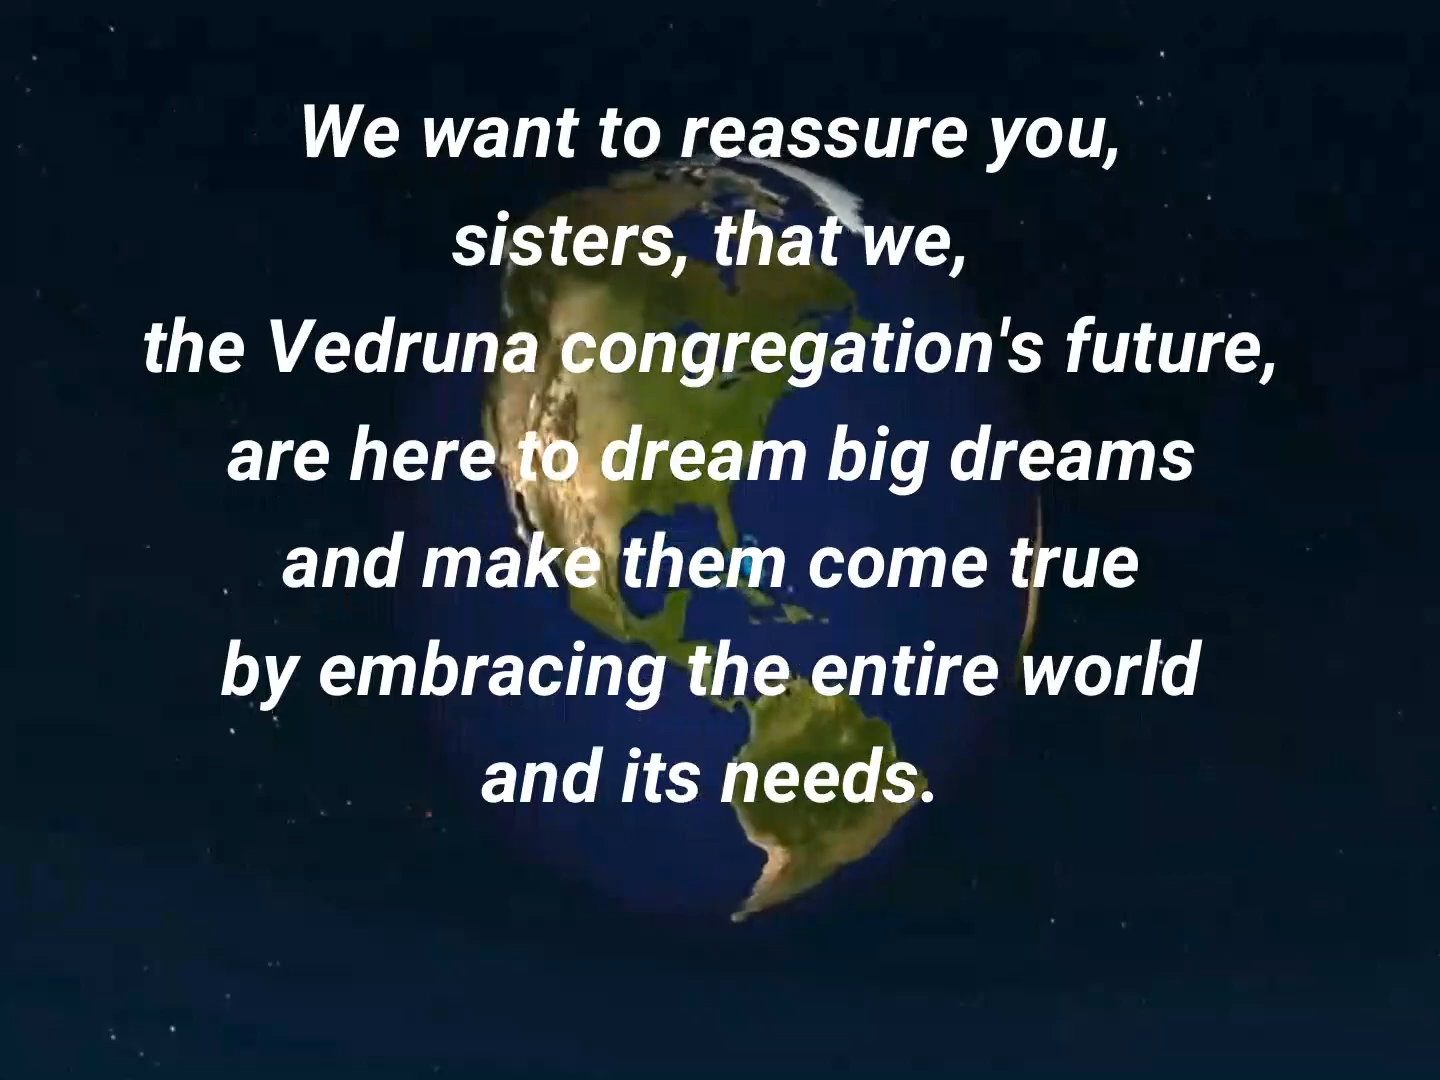 We want to reassure you,
sisters, that we,
the Vedruna congregation's future,
are here to dream big dreams
and make them come true
by embracing the entire world
and its needs.